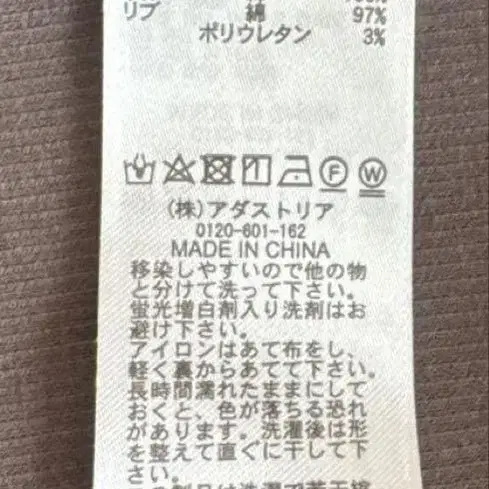 リブ 綿 97%
ポリウレタン 3%
F W
(株)アダストリア
0120-601-162
MADE IN CHINA
移染しやすいので他の物
と分けて洗って下さい。
蛍光増白剤入り洗剤はお
避け下さい。
アイロンはあて布をし、
軽く裏からあてて下さい。
長時間濡れたままにして
おくと、色が落ちる恐れ
があります。洗濯後は形
を整えて直ぐに干して下
さい。